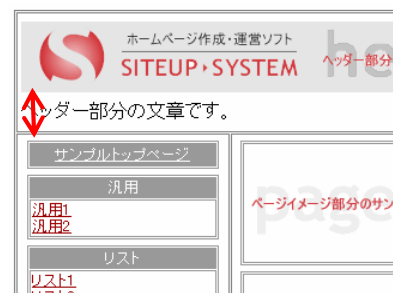 ホームページ作成・運営ソフト
SITEUP・SYSTEM
he
ヘッダー部分
ヘッダー部分の文章です。
サンプルトップページ
汎用
汎用1
汎用2
リスト
リスト1
page
ページイメージ部分のサン